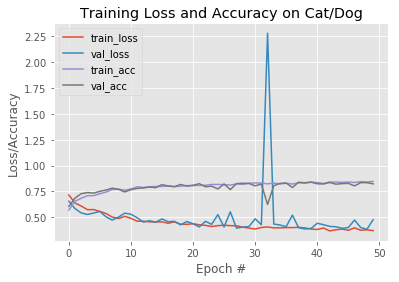 Training Loss and Accuracy on Cat/Dog
train_loss
val_loss
train_acc
val_acc
2.25
2.00
1.75
1.50
1.25
1.00
0.75
0.50
Loss/Accuracy
0 10 20 30 40 50
Epoch #